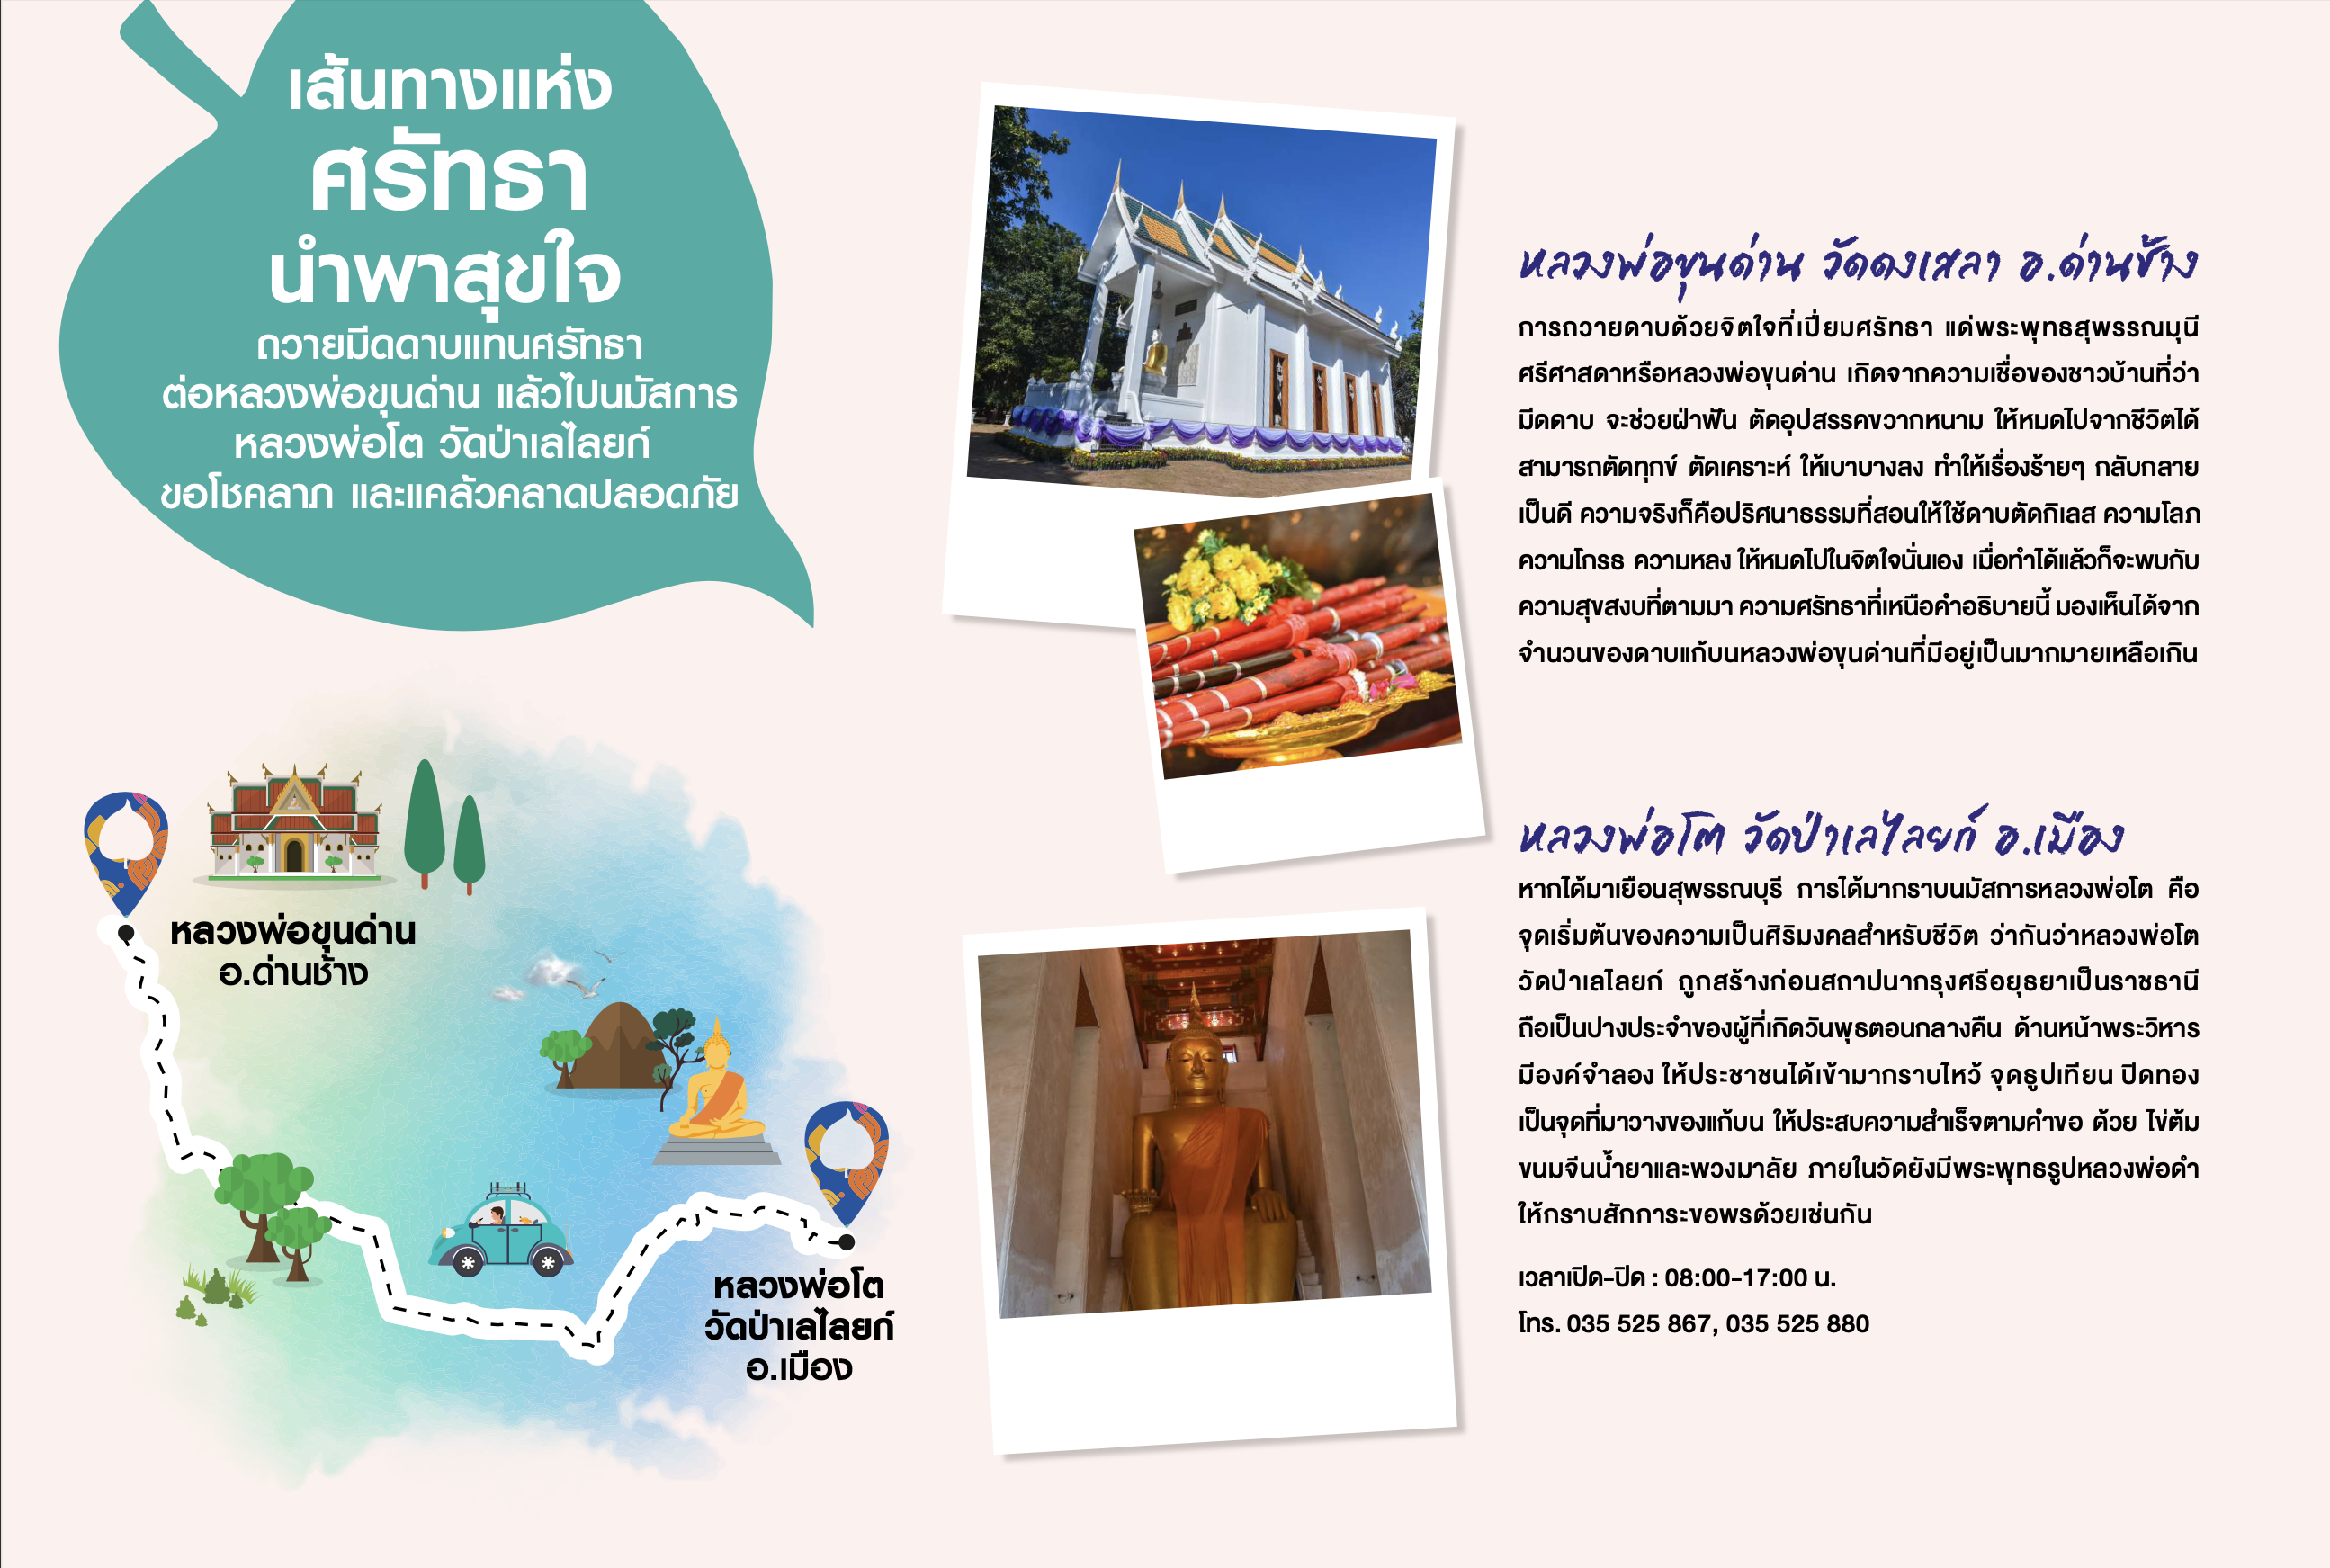 เส้นทางแห่ง
ศรัทธา
นำพาสุขใจ
ถวายมีดดาบแทนศรัทธา
ต่อหลวงพ่อขุนด่าน แล้วไปนมัสการ
หลวงพ่อโต วัดป่าเลไลยก์
ขอโชคลาภ และแคล้วคลาดปลอดภัย
หลวงพ่อขุนด่าน
อ.ด่านช้าง
หลวงพ่อโต
วัดป่าเลไลยก์
อ.เมือง
หลวงพ่อขุนด่าน วัดดงเสลา อ.ด่านช้าง
การถวายดาบด้วยจิตใจที่เปี่ยมศรัทธา แด่พระพุทธสุพรรณมุนี
ศรีศาสดาหรือหลวงพ่อขุนด่าน เกิดจากความเชื่อของชาวบ้านที่ว่า
มีดดาบ จะช่วยฝ่าฟัน ตัดอุปสรรคขวากหนาม ให้หมดไปจากชีวิตได้
สามารถตัดทุกข์ ตัดเคราะห์ ให้เบาบางลง ทำให้เรื่องร้ายๆ กลับกลาย
เป็นดี ความจริงก็คือปริศนาธรรมที่สอนให้ใช้ดาบตัดกิเลส ความโลภ
ความโกรธ ความหลง ให้หมดไปในจิตใจนั่นเอง เมื่อทำได้แล้วก็จะพบกับ
ความสุขสงบที่ตามมา ความศรัทธาที่เหนือคำอธิบายนี้ มองเห็นได้จาก
จำนวนของดาบแก้บนหลวงพ่อขุนด่านที่มีอยู่เป็นมากมายเหลือเกิน
หลวงพ่อโต วัดป่าเลไลยก์ อ.เมือง
หากได้มาเยือนสุพรรณบุรี การได้มากราบนมัสการหลวงพ่อโต คือ
จุดเริ่มต้นของความเป็นศิริมงคลสำหรับชีวิต ว่ากันว่าหลวงพ่อโต
วัดป่าเลไลยก์ ถูกสร้างก่อนสถาปนากรุงศรีอยุธยาเป็นราชธานี
ถือเป็นปางประจำของผู้ที่เกิดวันพุธตอนกลางคืน ด้านหน้าพระวิหาร
มีองค์จำลอง ให้ประชาชนได้เข้ามากราบไหว้ จุดธูปเทียน ปิดทอง
เป็นจุดที่มาวางของแก้บน ให้ประสบความสำเร็จตามคำขอ ด้วย ไข่ต้ม
ขนมจีนน้ำยาและพวงมาลัย ภายในวัดยังมีพระพุทธรูปหลวงพ่อดำ
ให้กราบสักการะขอพรด้วยเช่นกัน
เวลาเปิด-ปิด : 08:00-17:00 น.
โทร. 035 525 867, 035 525 880